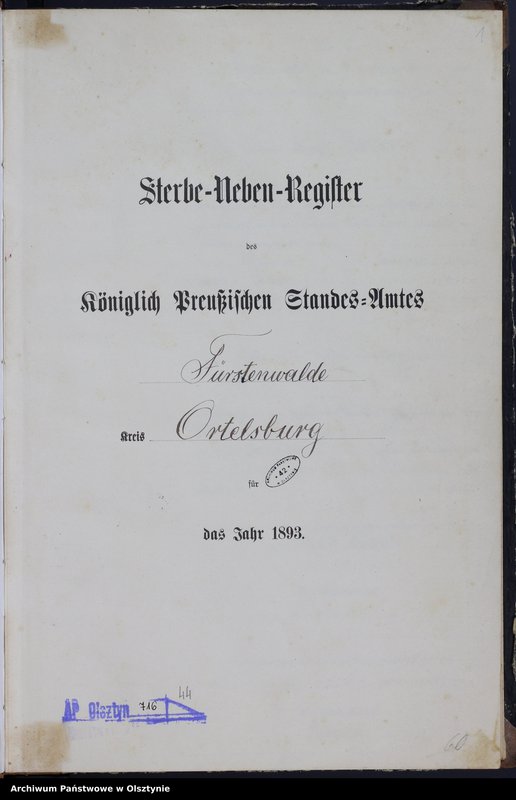 1
Sterbe-Neben-Register
des
Königlich Preußischen Standes-Amtes
Fürstenwalde
Kreis Ortelsburg
42
für
das Jahr 1893.
44
AP Olsztyn 716
60
Archiwum Państwowe w Olsztynie